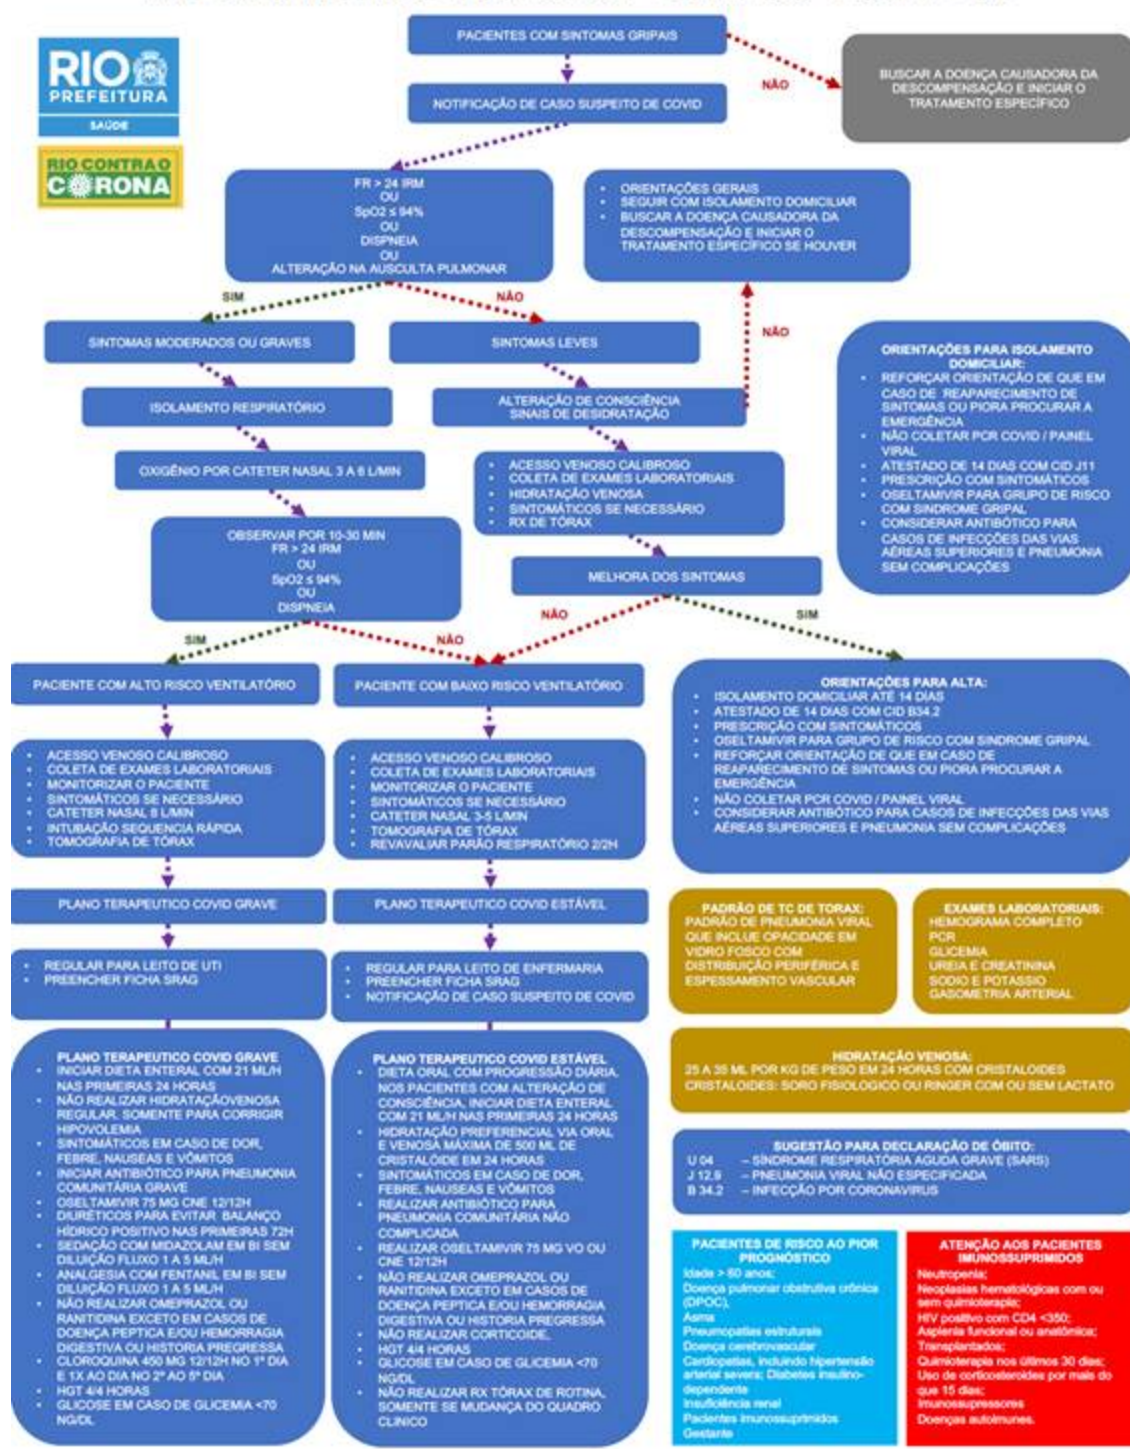 PACIENTES COM SINTOMAS GRIPAIS
NÃO
BUSCAR A DOENÇA CAUSADORA DA
DESCOMPENSAÇÃO E INICIAR O
TRATAMENTO ESPECÍFICO
RIO
PREFEITURA
SAÚDE
RIO CONTRA O
CORONA
NOTIFICAÇÃO DE CASO SUSPEITO DE COVID
FR > 24 IRM
OU
SpO2 ≤ 94%
OU
DISPNEIA
OU
ALTERAÇÃO NA AUSCULTA PULMONAR
• ORIENTAÇÕES GERAIS
• SEGUIR COM ISOLAMENTO DOMICILIAR
• BUSCAR A DOENÇA CAUSADORA DA
DESCOMPENSAÇÃO E INICIAR O
TRATAMENTO ESPECÍFICO SE HOUVER
SIM
NÃO
NÃO
SINTOMAS MODERADOS OU GRAVES
SINTOMAS LEVES
ISOLAMENTO RESPIRATÓRIO
ALTERAÇÃO DE CONSCIÊNCIA
SINAIS DE DESIDRATAÇÃO
OXIGÊNIO POR CATETER NASAL 3 A 6 L/MIN
• ACESSO VENOSO CALIBROSO
• COLETA DE EXAMES LABORATORIAIS
• HIDRATAÇÃO VENOSA
• SINTOMÁTICOS SE NECESSÁRIO
• RX DE TÓRAX
ORIENTAÇÕES PARA ISOLAMENTO
DOMICILIAR:
• REFORÇAR ORIENTAÇÃO DE QUE EM
CASO DE REAPARECIMENTO DE
SINTOMAS OU PIORA PROCURAR A
EMERGÊNCIA
• NÃO COLETAR PCR COVID / PAINEL
VIRAL
• ATESTADO DE 14 DIAS COM CID J11
• PRESCRIÇÃO COM SINTOMÁTICOS
• OSELTAMIVIR PARA GRUPO DE RISCO
COM SINDROME GRIPAL
• CONSIDERAR ANTIBÓTICO PARA
CASOS DE INFECÇÕES DAS VIAS
AÉREAS SUPERIORES E PNEUMONIA
SEM COMPLICAÇÕES
OBSERVAR POR 10-30 MIN
FR > 24 IRM
OU
SpO2 ≤ 94%
OU
DISPNEIA
MELHORA DOS SINTOMAS
SIM
NÃO
NÃO
SIM
PACIENTE COM ALTO RISCO VENTILATÓRIO
PACIENTE COM BAIXO RISCO VENTILATÓRIO
ORIENTAÇÕES PARA ALTA:
• ISOLAMENTO DOMICILIAR ATÉ 14 DIAS
• ATESTADO DE 14 DIAS COM CID B34.2
• PRESCRIÇÃO COM SINTOMÁTICOS
• OSELTAMIVIR PARA GRUPO DE RISCO COM SINDROME GRIPAL
• REFORÇAR ORIENTAÇÃO DE QUE EM CASO DE
REAPARECIMENTO DE SINTOMAS OU PIORA PROCURAR A
EMERGÊNCIA
• NÃO COLETAR PCR COVID / PAINEL VIRAL
• CONSIDERAR ANTIBÓTICO PARA CASOS DE INFECÇÕES DAS VIAS
AÉREAS SUPERIORES E PNEUMONIA SEM COMPLICAÇÕES
• ACESSO VENOSO CALIBROSO
• COLETA DE EXAMES LABORATORIAIS
• MONITORIZAR O PACIENTE
• SINTOMÁTICOS SE NECESSÁRIO
• CATETER NASAL 6 L/MIN
• INTUBAÇÃO SEQUENCIA RÁPIDA
• TOMOGRAFIA DE TÓRAX
• ACESSO VENOSO CALIBROSO
• COLETA DE EXAMES LABORATORIAIS
• MONITORIZAR O PACIENTE
• SINTOMÁTICOS SE NECESSÁRIO
• CATETER NASAL 3-5 L/MIN
• TOMOGRAFIA DE TÓRAX
• REVAVALIAR PARÃO RESPIRATÓRIO 2/2H
PLANO TERAPEUTICO COVID GRAVE
PLANO TERAPEUTICO COVID ESTÁVEL
• REGULAR PARA LEITO DE UTI
• PREENCHER FICHA SRAG
• REGULAR PARA LEITO DE ENFERMARIA
• PREENCHER FICHA SRAG
• NOTIFICAÇÃO DE CASO SUSPEITO DE COVID
PADRÃO DE TC DE TORAX:
PADRÃO DE PNEUMONIA VIRAL
QUE INCLUE OPACIDADE EM
VIDRO FOSCO COM
DISTRIBUIÇÃO PERIFÉRICA E
ESPESSAMENTO VASCULAR
EXAMES LABORATORIAIS:
HEMOGRAMA COMPLETO
PCR
GLICEMIA
UREIA E CREATININA
SODIO E POTASSIO
GASOMETRIA ARTERIAL
HIDRATAÇÃO VENOSA:
25 A 35 ML POR KG DE PESO EM 24 HORAS COM CRISTALOIDES
CRISTALOIDES: SORO FISIOLOGICO OU RINGER COM OU SEM LACTATO
PLANO TERAPEUTICO COVID GRAVE
• INICIAR DIETA ENTERAL COM 21 ML/H
NAS PRIMEIRAS 24 HORAS
• NÃO REALIZAR HIDRATAÇÃOVENOSA
REGULAR. SOMENTE PARA CORRIGIR
HIPOVOLEMIA
• SINTOMÁTICOS EM CASO DE DOR,
FEBRE, NAUSEAS E VÔMITOS
• INICIAR ANTIBIÓTICO PARA PNEUMONIA
COMUNITÁRIA GRAVE
• OSELTAMIVIR 75 MG CNE 12/12H
• DIURÉTICOS PARA EVITAR BALANÇO
HÍDRICO POSITIVO NAS PRIMEIRAS 72H
• SEDAÇÃO COM MIDAZOLAM EM BI SEM
DILUIÇÃO FLUXO 1 A 5 ML/H
• ANALGESIA COM FENTANIL EM BI SEM
DILUIÇÃO FLUXO 1 A 5 ML/H
• NÃO REALIZAR OMEPRAZOL OU
RANITIDINA EXCETO EM CASOS DE
DOENÇA PEPTICA E/OU HEMORRAGIA
DIGESTIVA OU HISTORIA PREGRESSA
• CLOROQUINA 450 MG 12/12H NO 1º DIA
E 1X AO DIA NO 2º AO 5º DIA
• HGT 4/4 HORAS
• GLICOSE EM CASO DE GLICEMIA <70
NG/DL
PLANO TERAPEUTICO COVID ESTÁVEL
• DIETA ORAL COM PROGRESSÃO DIÁRIA.
NOS PACIENTES COM ALTERAÇÃO DE
CONSCIÊNCIA, INICIAR DIETA ENTERAL
COM 21 ML/H NAS PRIMEIRAS 24 HORAS
• HIDRATAÇÃO PREFERENCIAL VIA ORAL
E VENOSA MÁXIMA DE 500 ML DE
CRISTALÓIDE EM 24 HORAS
• SINTOMÁTICOS EM CASO DE DOR,
FEBRE, NAUSEAS E VÔMITOS
• REALIZAR ANTIBIÓTICO PARA
PNEUMONIA COMUNITÁRIA NÃO
COMPLICADA
• REALIZAR OSELTAMIVIR 75 MG VO OU
CNE 12/12H
• NÃO REALIZAR OMEPRAZOL OU
RANITIDINA EXCETO EM CASOS DE
DOENÇA PEPTICA E/OU HEMORRAGIA
DIGESTIVA OU HISTORIA PREGRESSA
• NÃO REALIZAR CORTICOIDE,
• HGT 4/4 HORAS
• GLICOSE EM CASO DE GLICEMIA <70
NG/DL
• NÃO REALIZAR RX TÓRAX DE ROTINA,
SOMENTE SE MUDANÇA DO QUADRO
CLINICO
SUGESTÃO PARA DECLARAÇÃO DE ÓBITO:
U 04 – SÍNDROME RESPIRATÓRIA AGUDA GRAVE (SARS)
J 12.9 – PNEUMONIA VIRAL NÃO ESPECIFICADA
B 34.2 – INFECÇÃO POR CORONAVIRUS
PACIENTES DE RISCO AO PIOR
PROGNÓSTICO
Idade > 60 anos;
Doença pulmonar obstrutiva crônica
(DPOC),
Asma
Pneumopatias estruturais
Doença cerebrovascular
Cardiopatias, incluindo hipertensão
arterial severa; Diabetes insulino-
dependente
Insuficiência renal
Pacientes imunossuprimidos
Gestante
ATENÇÃO AOS PACIENTES
IMUNOSSUPRIMIDOS
Neutropenia;
Neoplasias hematológicas com ou
sem quimioterapia;
HIV positivo com CD4 <350;
Asplenia funcional ou anatômica;
Transplantados;
Quimioterapia nos últimos 30 dias;
Uso de corticosteroides por mais do
que 15 dias;
Imunossupressores
Doenças autoimunes.